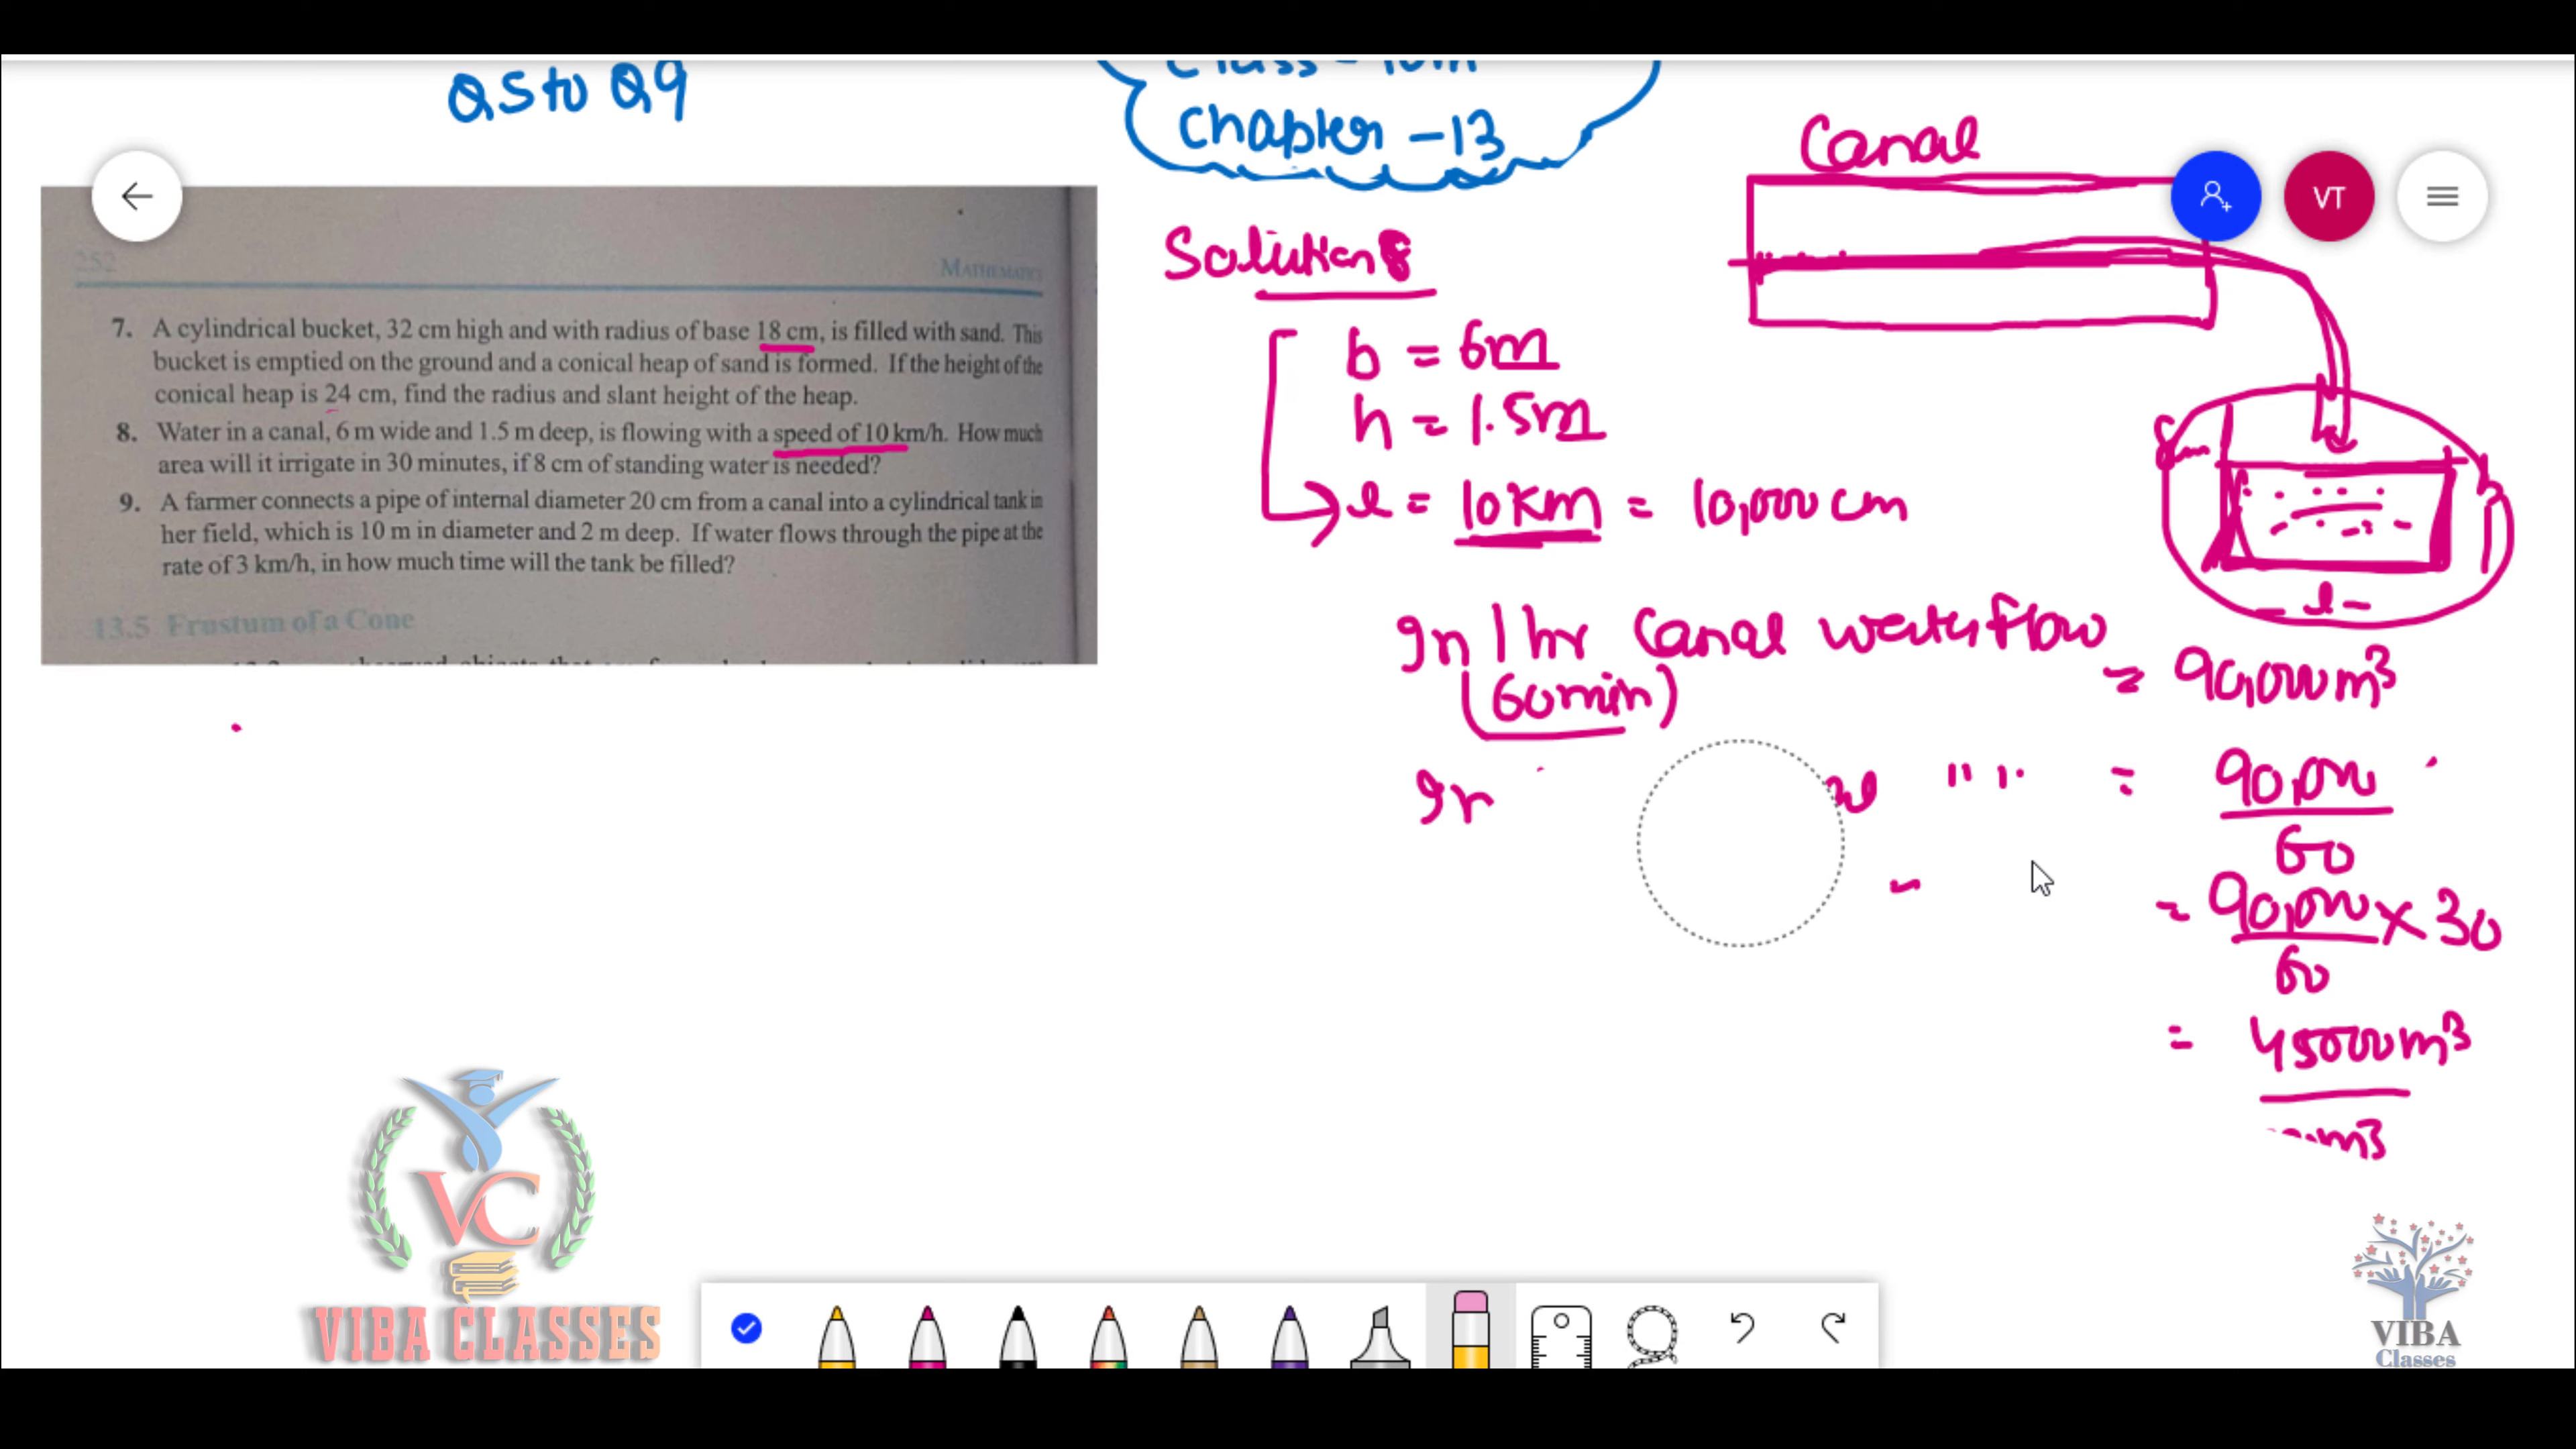 Q5 to Q9
Chapter - 13
Canal
VT
252
MATHEMATICS
7. A cylindrical bucket, 32 cm high and with radius of base 18 cm, is filled with sand. This
bucket is emptied on the ground and a conical heap of sand is formed. If the height of the
conical heap is 24 cm, find the radius and slant height of the heap.
8. Water in a canal, 6 m wide and 1.5 m deep, is flowing with a speed of 10 km/h. How much
area will it irrigate in 30 minutes, if 8 cm of standing water is needed?
9. A farmer connects a pipe of internal diameter 20 cm from a canal into a cylindrical tank in
her field, which is 10 m in diameter and 2 m deep. If water flows through the pipe at the
rate of 3 km/h, in how much time will the tank be filled?
13.5 Frustum of a Cone
Solution
b = 6m
h = 1.5m
l = 10 km = 10,000 cm
l
In 1 hr Canal water flow
(60 min)
= 90,000 m³
In " " = 90,000
60
= 90,000 × 30
60
= 45000 m³
m³
VC
VIBA CLASSES
VIBA
Classes